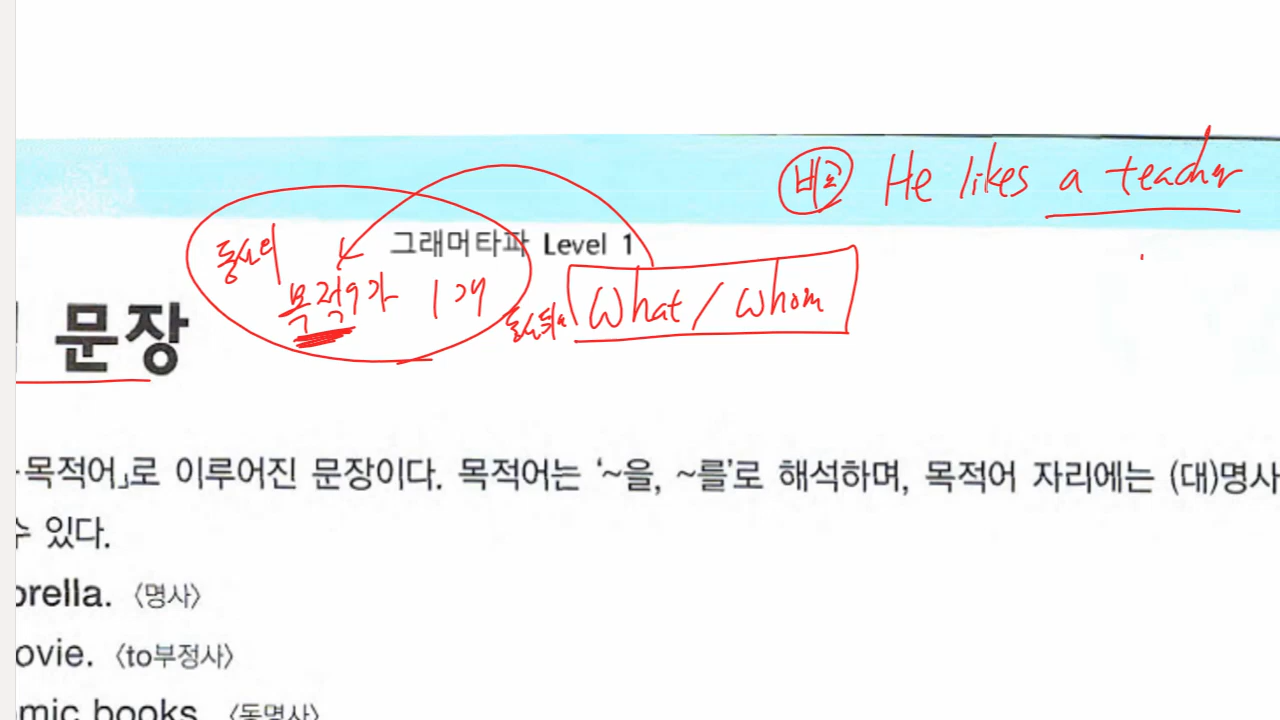 비교 He likes a teacher
그래머타파 Level 1
동사의
목적어가 1개
What / Whom
문장
목적어」로 이루어진 문장이다. 목적어는 '~을, ~를'로 해석하며, 목적어 자리에는 (대)명사
수 있다.
brella. 〈명사〉
ovie. 〈to부정사〉
mic books. 〈동명사〉